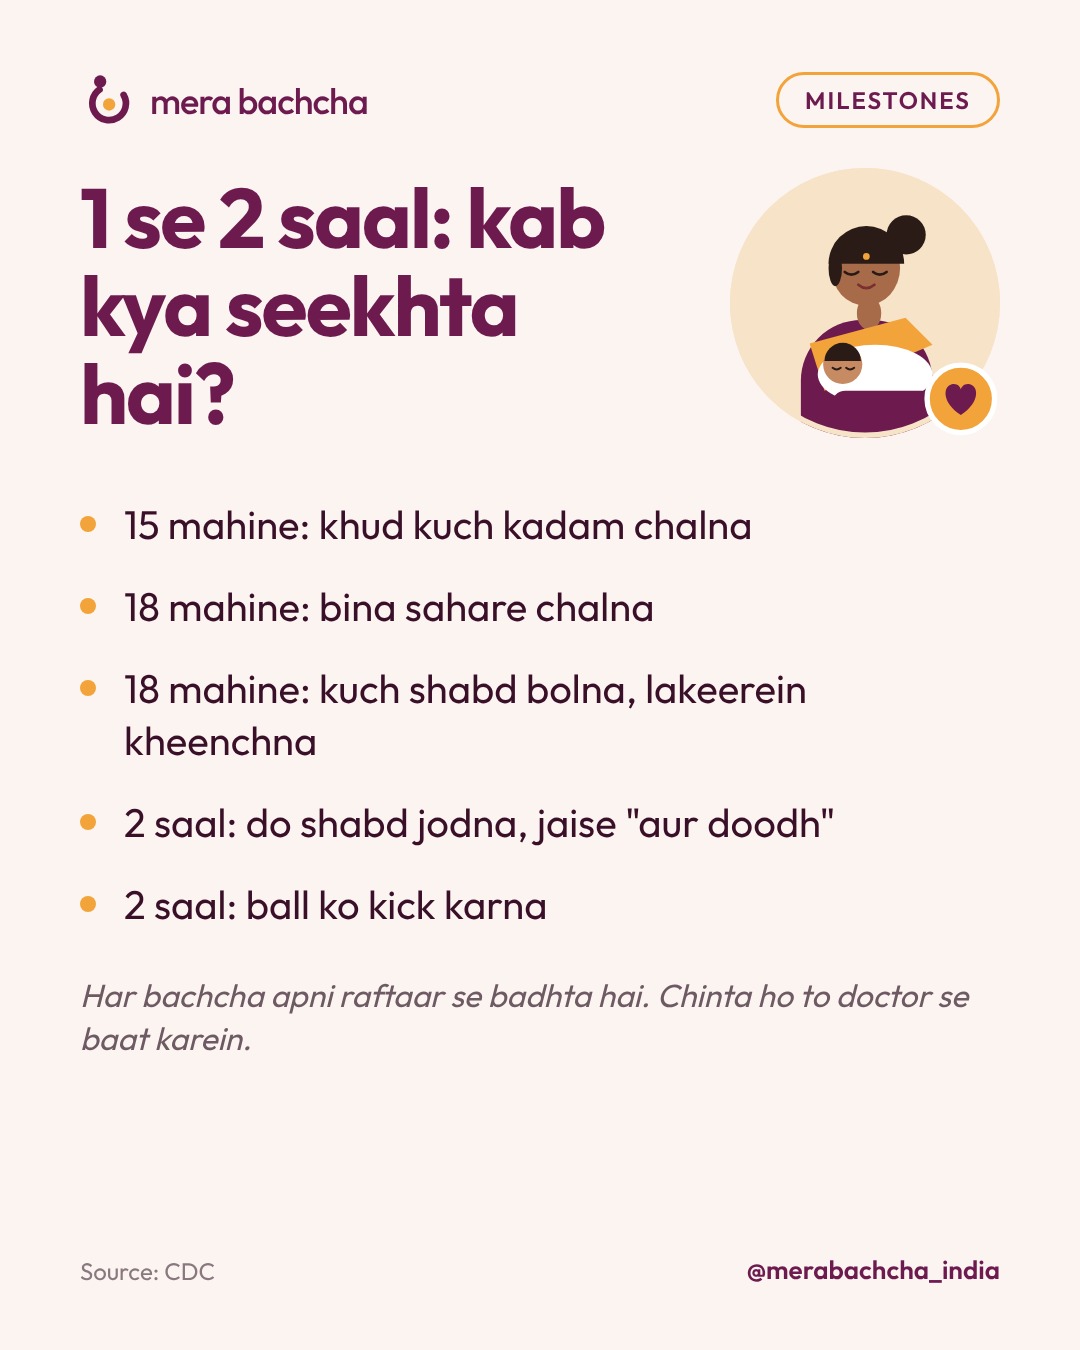 mera bachcha
MILESTONES
1 se 2 saal: kab
kya seekhta
hai?
15 mahine: khud kuch kadam chalna
18 mahine: bina sahare chalna
18 mahine: kuch shabd bolna, lakeerein
kheenchna
2 saal: do shabd jodna, jaise "aur doodh"
2 saal: ball ko kick karna
Har bachcha apni raftaar se badhta hai. Chinta ho to doctor se
baat karein.
Source: CDC
@merabachcha_india